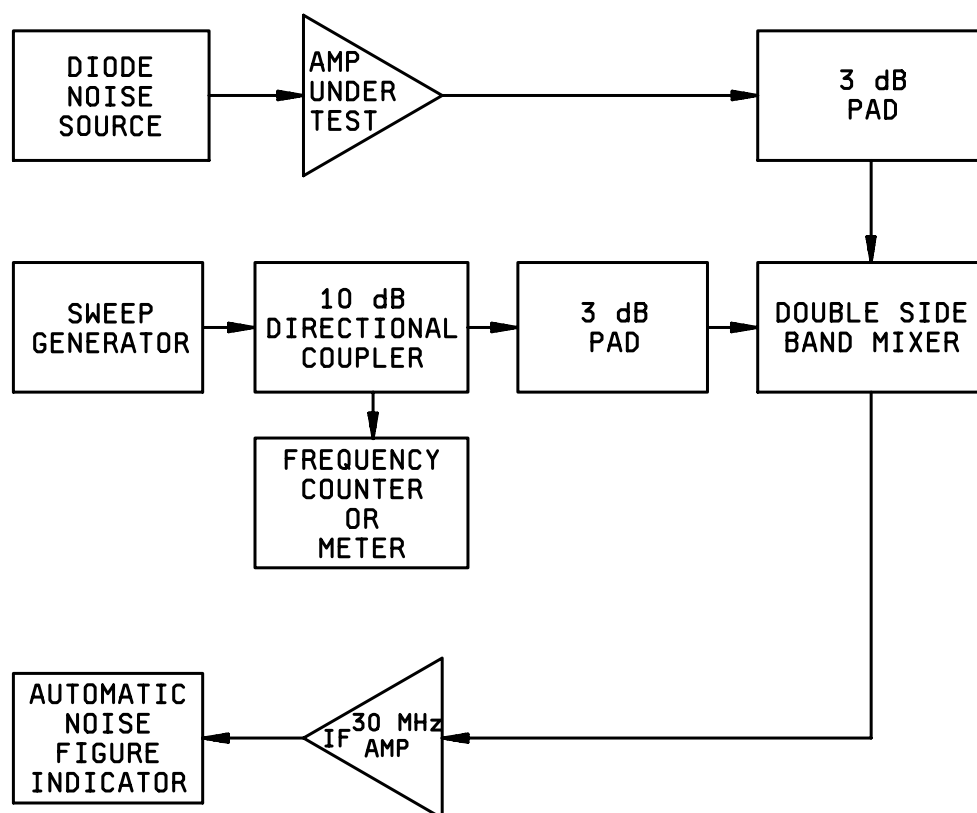 DIODE
NOISE
SOURCE
AMP
UNDER
TEST
3 dB
PAD
SWEEP
GENERATOR
10 dB
DIRECTIONAL
COUPLER
3 dB
PAD
DOUBLE SIDE
BAND MIXER
FREQUENCY
COUNTER
OR
METER
AUTOMATIC
NOISE
FIGURE
INDICATOR
30 MHz
IF AMP